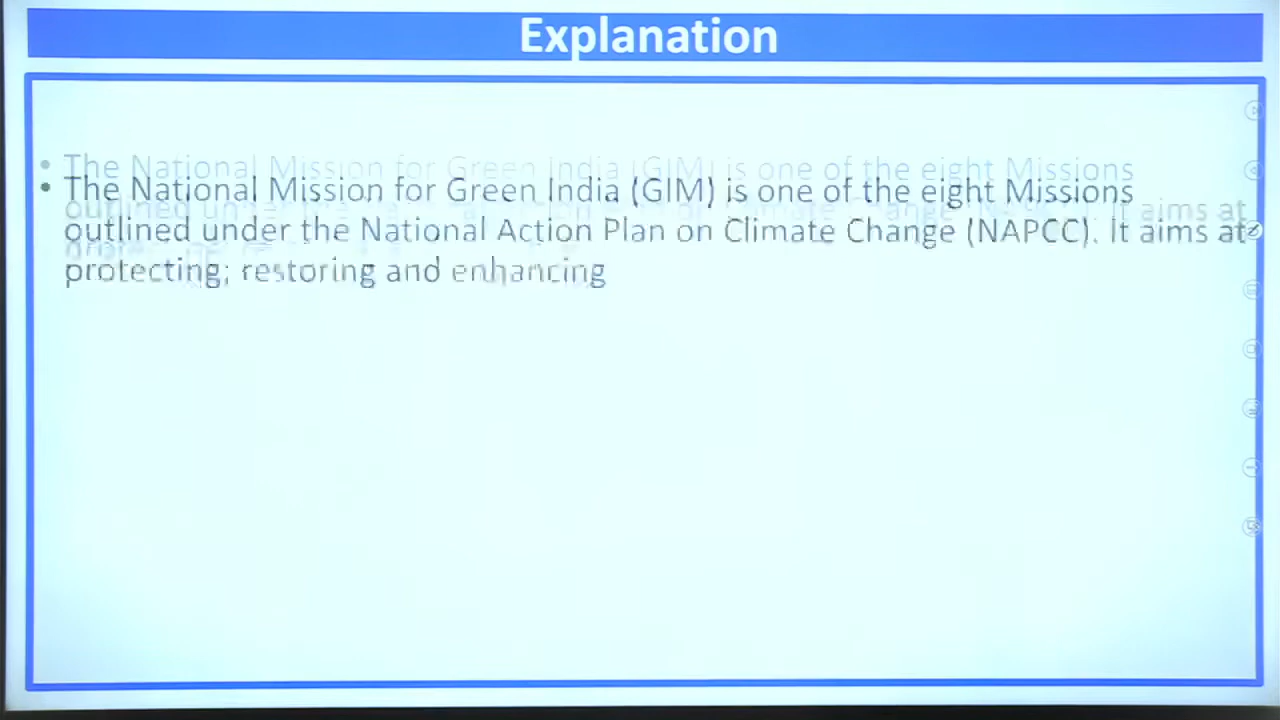 Explanation
• The National Mission for Green India (GIM) is one of the eight Missions
outlined under the National Action Plan on Climate Change (NAPCC). It aims at
protecting; restoring and enhancing